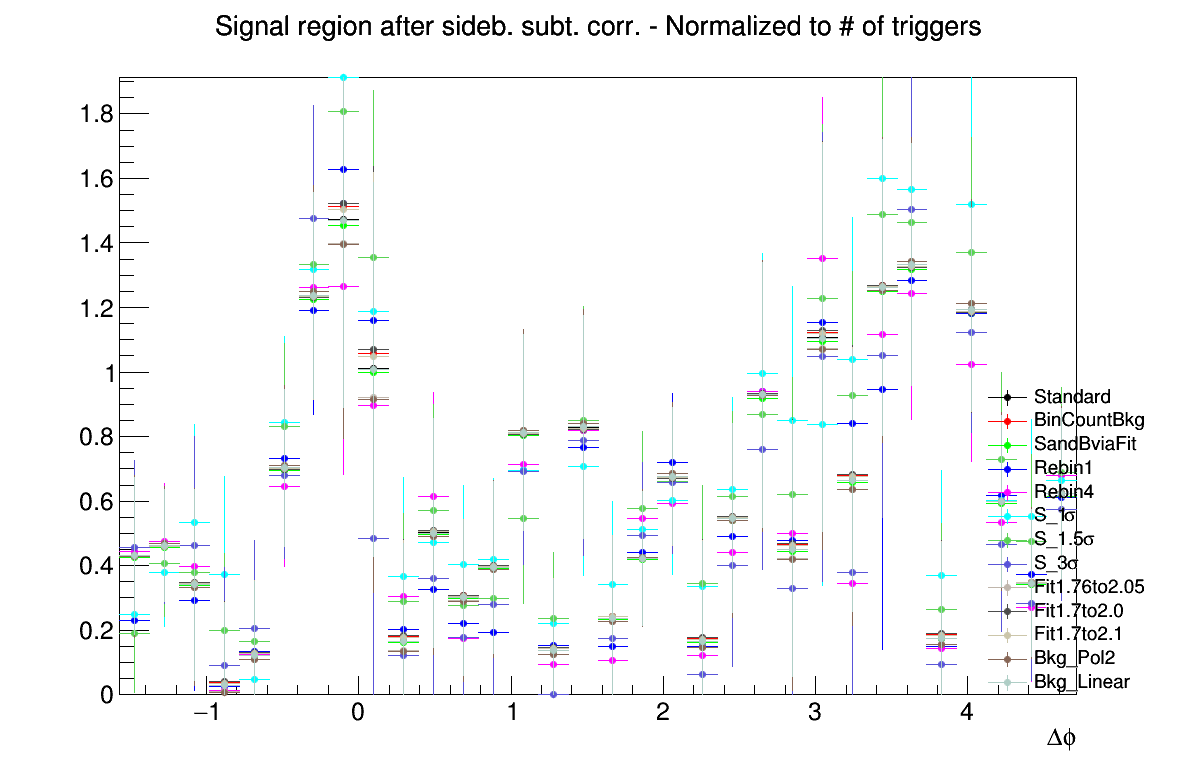 Signal region after sideb. subt. corr. - Normalized to # of triggers
1.8
1.6
1.4
1.2
1
0.8
0.6
0.4
0.2
0
−1 0 1 2 3 4
Δϕ
Standard
BinCountBkg
SandBviaFit
Rebin1
Rebin4
S_1σ
S_1.5σ
S_3σ
Fit1.76to2.05
Fit1.7to2.0
Fit1.7to2.1
Bkg_Pol2
Bkg_Linear